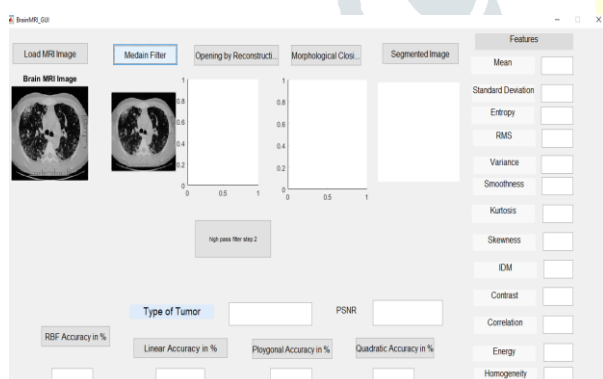 BrainMRI_GUI
Features
Load MRI Image
Medain Filter
Opening by Reconstructi...
Morphological Closi...
Segmented Image
Mean
Brain MRI Image
Standard Deviation
1
0.8
0.6
0.4
0.2
0
0 0.5 1
1
0.8
0.6
0.4
0.2
0
0 0.5 1
Entropy
RMS
Variance
Smoothness
Kurtosis
high pass filter step 2
Skewness
IDM
Contrast
Type of Tumor
PSNR
Correlation
RBF Accuracy in %
Linear Accuracy in %
Ploygonal Accuracy in %
Quadratic Accuracy in %
Energy
Homogeneity